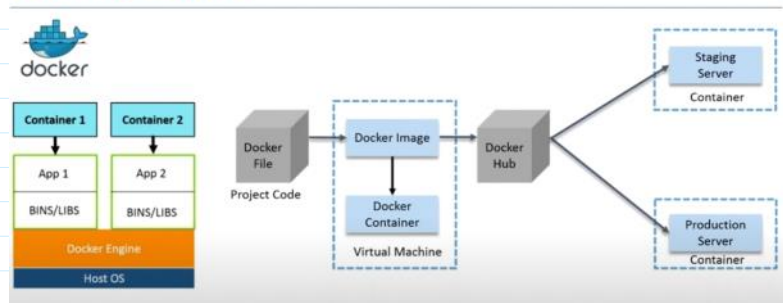 docker
Container 1
Container 2
App 1
App 2
BINS/LIBS
BINS/LIBS
Docker Engine
Host OS
Docker
File
Project Code
Docker Image
Docker
Container
Virtual Machine
Docker
Hub
Staging
Server
Container
Production
Server
Container